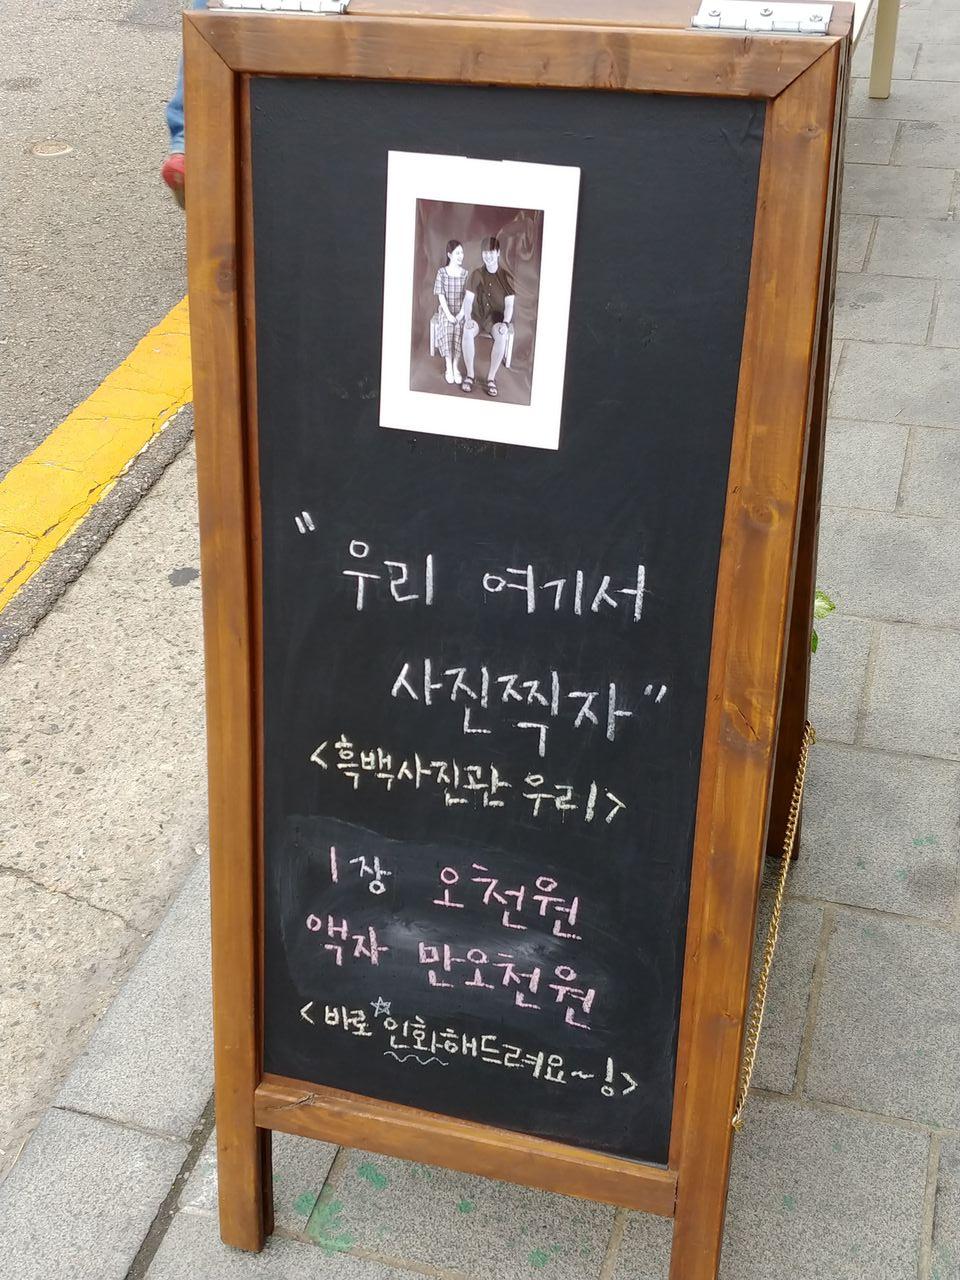 "우리 여기서
사진찍자"
<흑백사진관 우리>
1장 오천원
액자 만오천원
<바로☆인화해드려요~!>